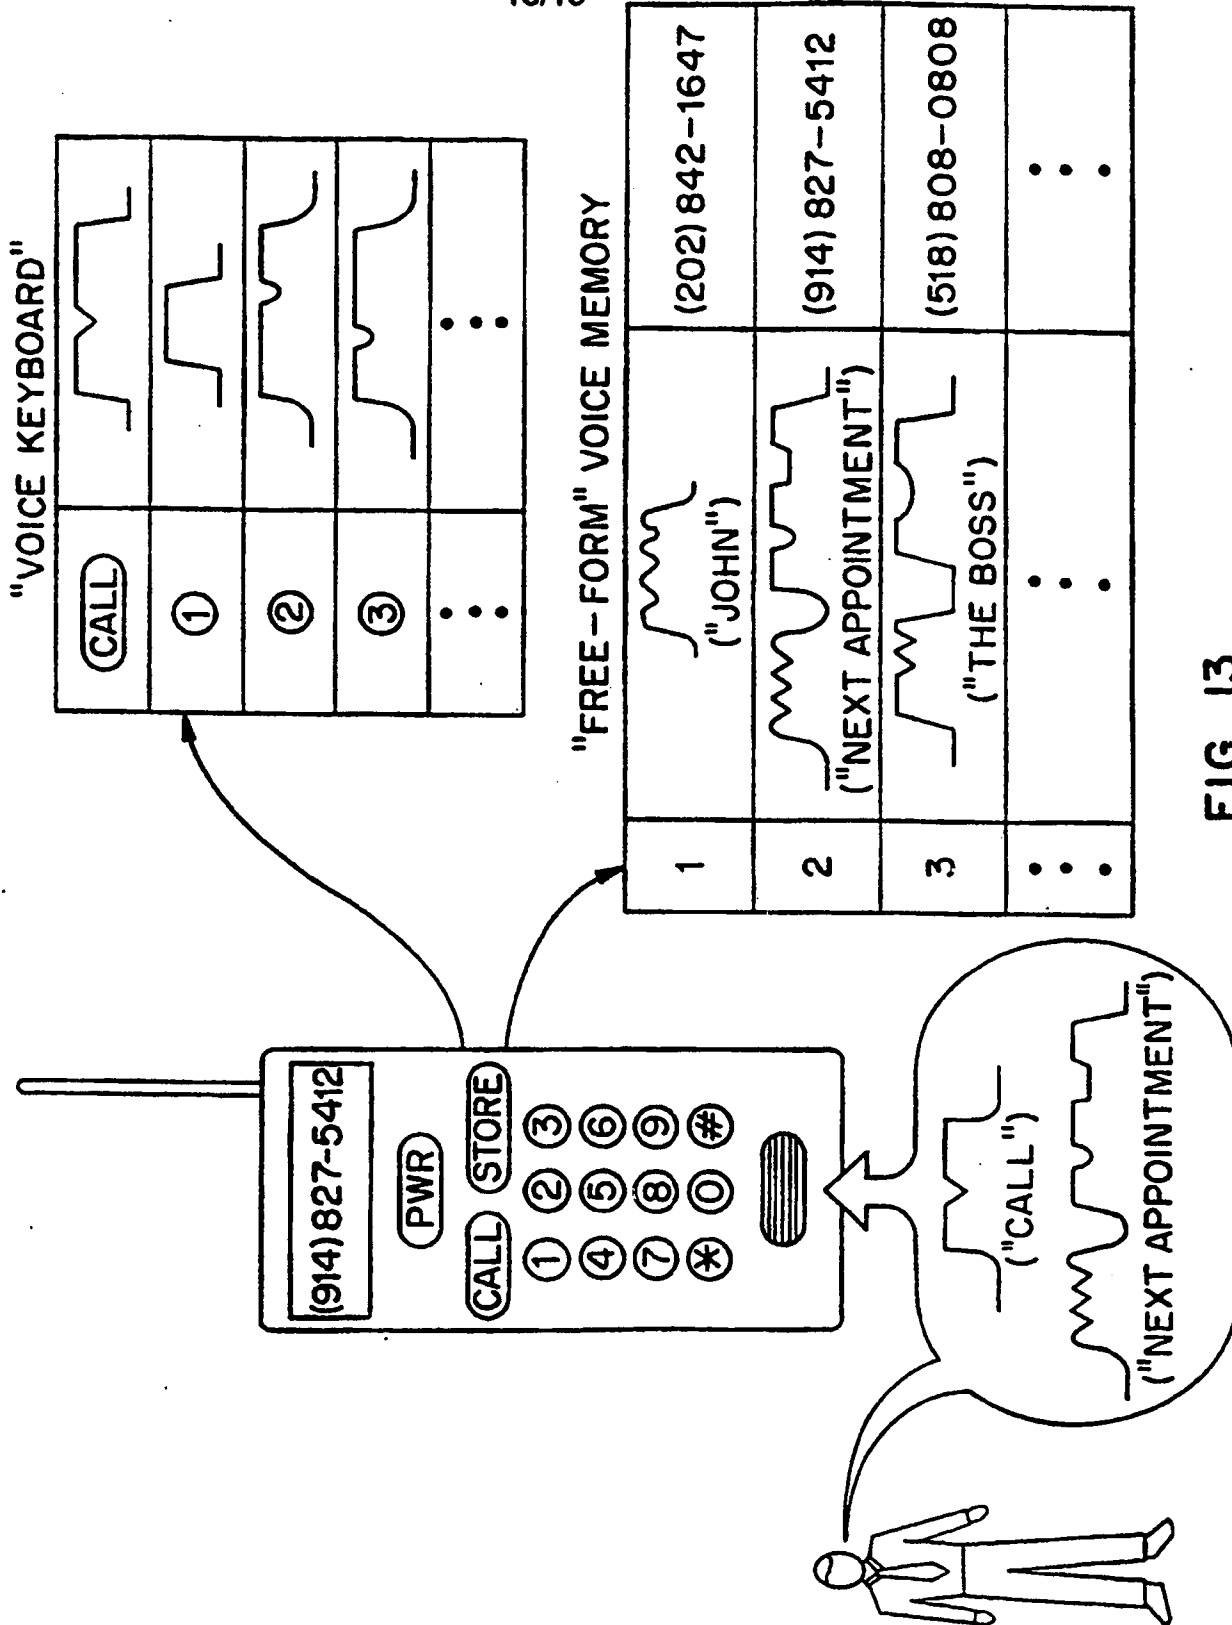 "VOICE KEYBOARD"
CALL
1
2
3
"FREE-FORM" VOICE MEMORY
1
("JOHN")
(202) 842-1647
2
("NEXT APPOINTMENT")
(914) 827-5412
3
("THE BOSS")
(518) 808-0808
(914) 827-5412
PWR
CALL STORE
1 2 3
4 5 6
7 8 9
* 0 #
("CALL")
("NEXT APPOINTMENT")
FIG. 13